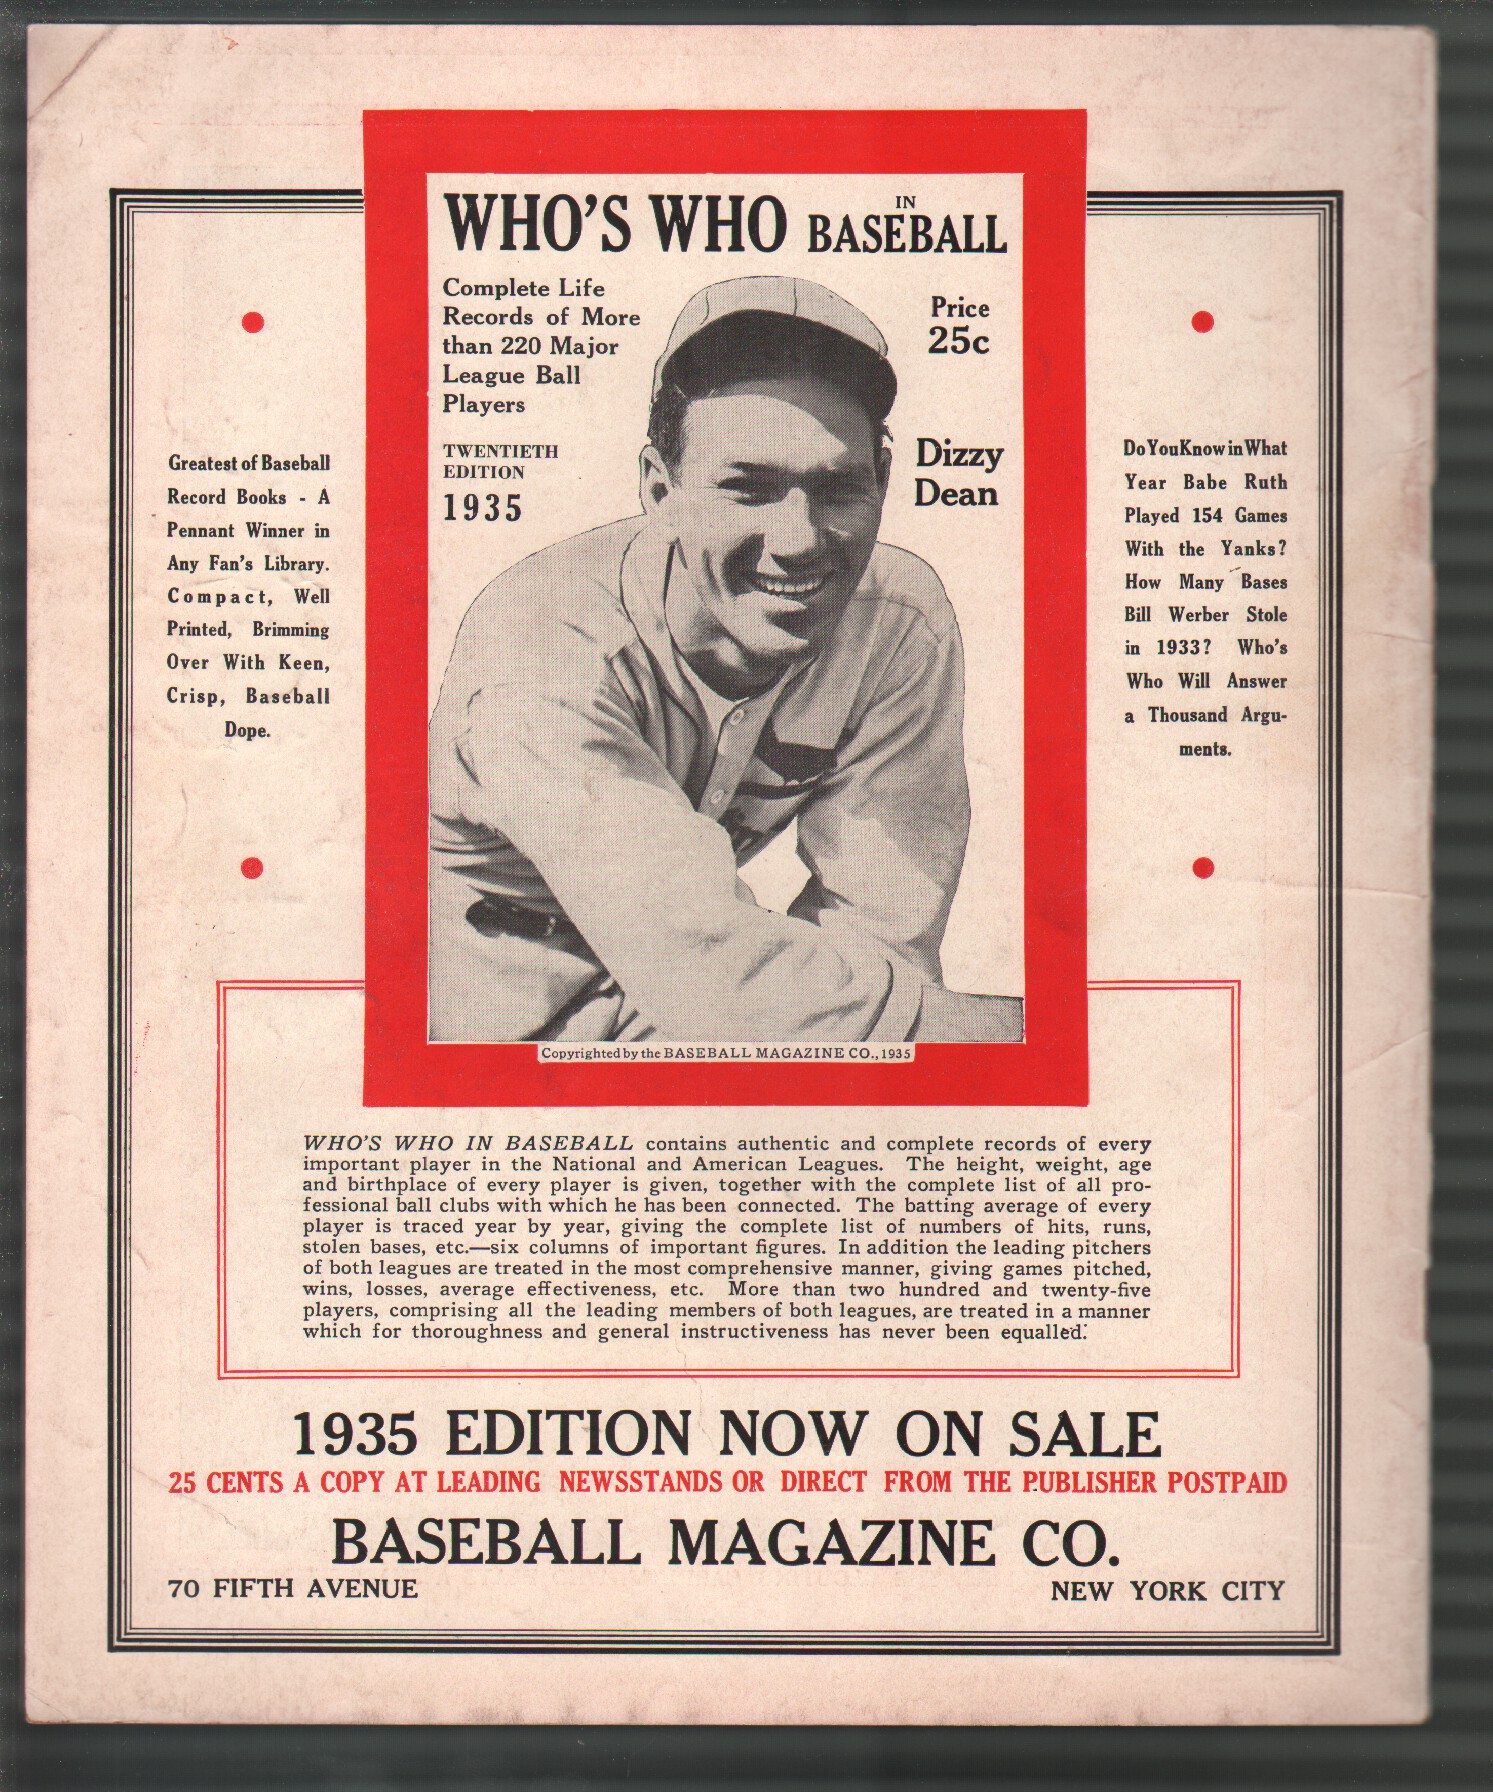 WHO'S WHO IN BASEBALL
Complete Life
Records of More
than 220 Major
League Ball
Players
TWENTIETH
EDITION
1935
Price
25c
Dizzy
Dean
Copyrighted by the BASEBALL MAGAZINE CO., 1935
Greatest of Baseball
Record Books - A
Pennant Winner in
Any Fan's Library.
Compact, Well
Printed, Brimming
Over With Keen,
Crisp, Baseball
Dope.
Do You Know in What
Year Babe Ruth
Played 154 Games
With the Yanks?
How Many Bases
Bill Werber Stole
in 1933? Who's
Who Will Answer
a Thousand Argu-
ments.
WHO'S WHO IN BASEBALL contains authentic and complete records of every
important player in the National and American Leagues. The height, weight, age
and birthplace of every player is given, together with the complete list of all pro-
fessional ball clubs with which he has been connected. The batting average of every
player is traced year by year, giving the complete list of numbers of hits, runs,
stolen bases, etc.—six columns of important figures. In addition the leading pitchers
of both leagues are treated in the most comprehensive manner, giving games pitched,
wins, losses, average effectiveness, etc. More than two hundred and twenty-five
players, comprising all the leading members of both leagues, are treated in a manner
which for thoroughness and general instructiveness has never been equalled.
1935 EDITION NOW ON SALE
25 CENTS A COPY AT LEADING NEWSSTANDS OR DIRECT FROM THE PUBLISHER POSTPAID
BASEBALL MAGAZINE CO.
70 FIFTH AVENUE NEW YORK CITY